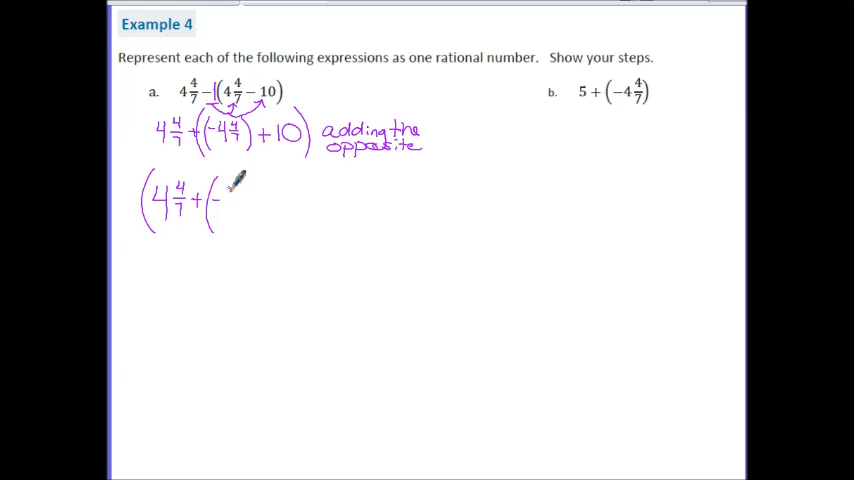 Example 4
Represent each of the following expressions as one rational number. Show your steps.
a. 4 4/7 - 1(4 4/7 - 10) b. 5 + (-4 4/7)
4 4/7 + ((-4 4/7) + 10) adding the
opposite
(4 4/7 + (-